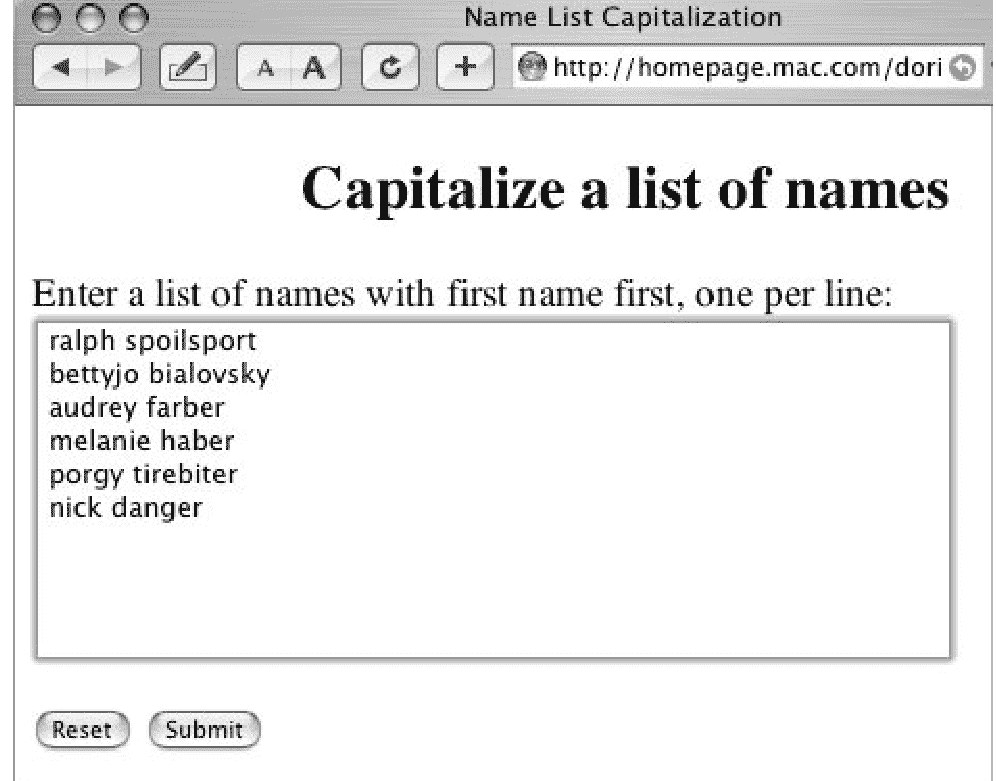 Name List Capitalization
A A
http://homepage.mac.com/dori
Capitalize a list of names
Enter a list of names with first name first, one per line:
ralph spoilsport
bettyjo bialovsky
audrey farber
melanie haber
porgy tirebiter
nick danger
Reset Submit